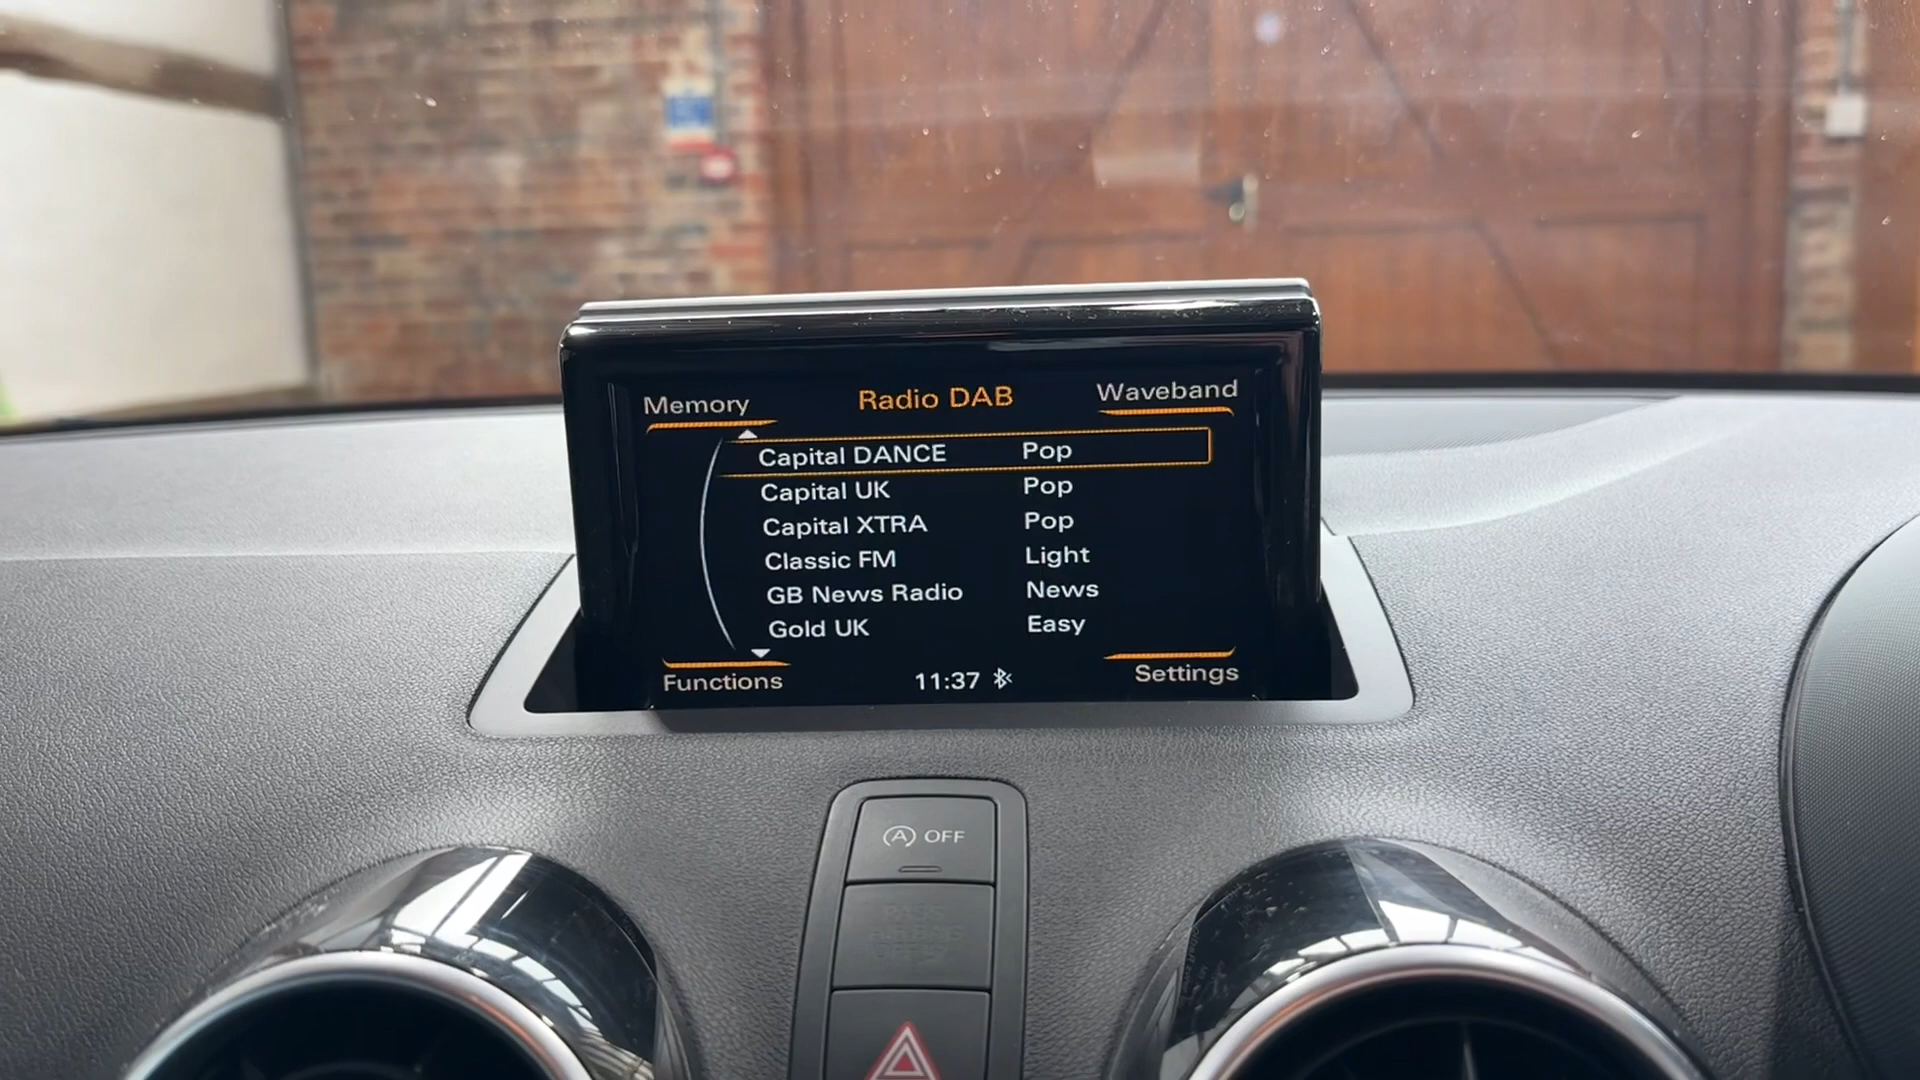 Memory Radio DAB Waveband
Capital DANCE Pop
Capital UK Pop
Capital XTRA Pop
Classic FM Light
GB News Radio News
Gold UK Easy
Functions 11:37 Settings
A OFF